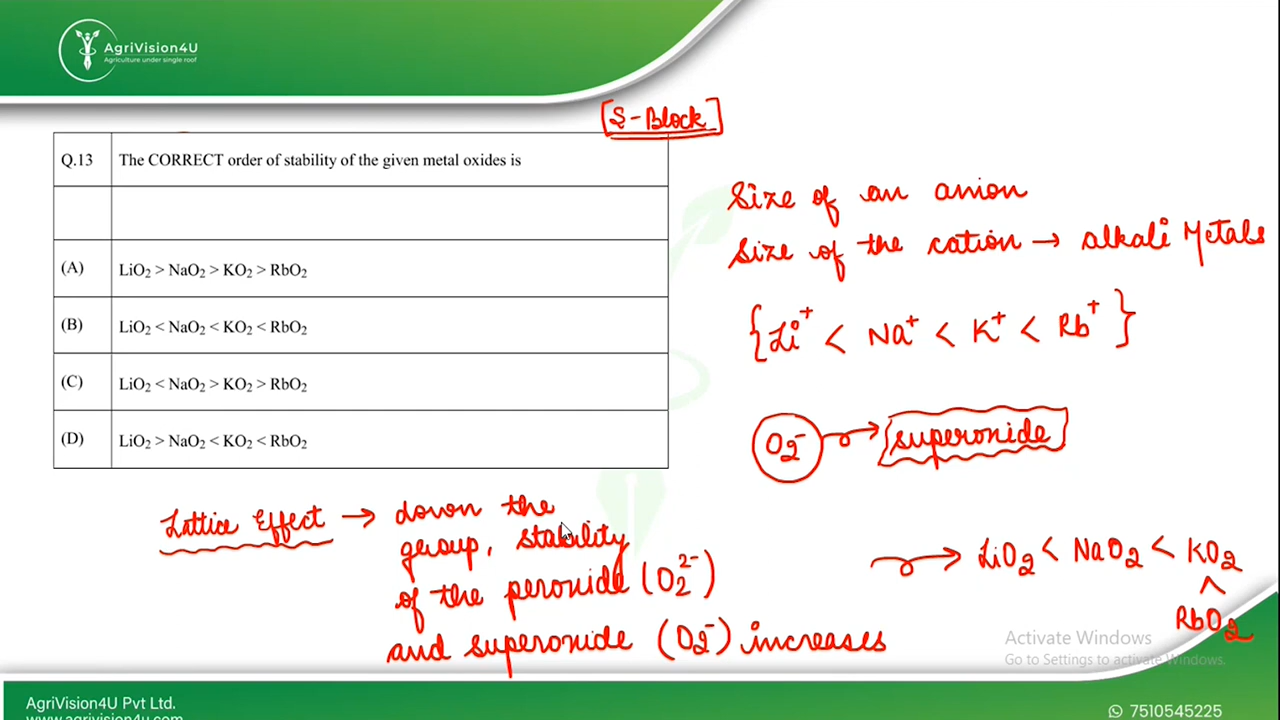 AgriVision4U
Agriculture under single roof
[S-Block]
Q.13 The CORRECT order of stability of the given metal oxides is
(A) LiO₂ > NaO₂ > KO₂ > RbO₂
(B) LiO₂ < NaO₂ < KO₂ < RbO₂
(C) LiO₂ < NaO₂ > KO₂ > RbO₂
(D) LiO₂ > NaO₂ < KO₂ < RbO₂
Size of an anion
Size of the cation → alkali Metals
{Li⁺ < Na⁺ < K⁺ < Rb⁺}
O₂⁻ → superoxide
Lattice Effect → down the
group, stability
of the peroxide (O₂²⁻)
and superoxide (O₂⁻) increases
→ LiO₂ < NaO₂ < KO₂
^
RbO₂
Activate Windows
Go to Settings to activate Windows.
AgriVision4U Pvt Ltd.
www.agrivision4u.com
7510545225